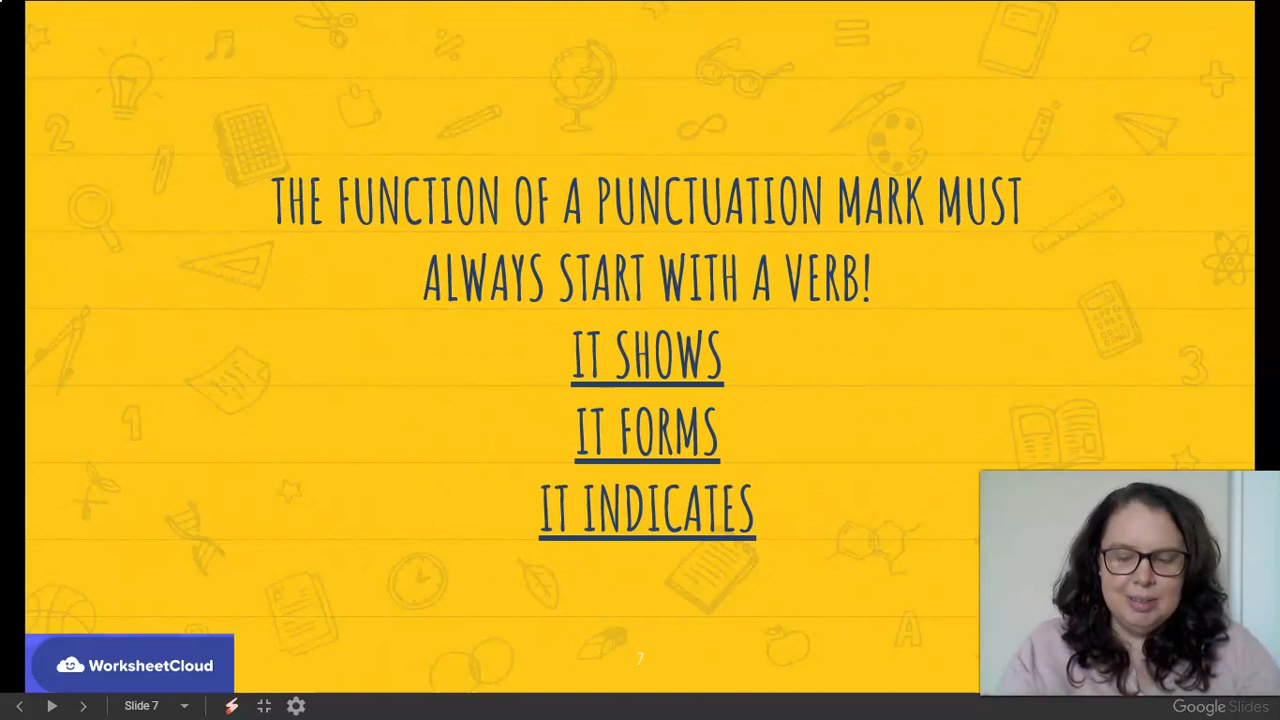 THE FUNCTION OF A PUNCTUATION MARK MUST
ALWAYS START WITH A VERB!
IT SHOWS
IT FORMS
IT INDICATES
7
WorksheetCloud
Slide 7
Google Slides